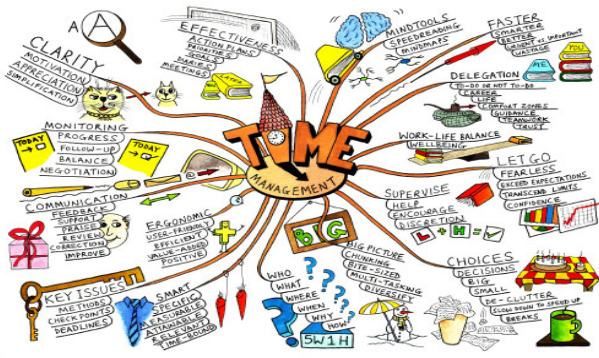 TIME
MANAGEMENT
A
A
CLARITY
MOTIVATION
APPRECIATION
SIMPLIFICATION
EFFECTIVENESS
ACTION PLANS
PRIORITIES
GOALS
DIARIES
MEETINGS
LATER
MINDTOOLS
SPEEDREADING
MINDMAPS
FASTER
SMARTER
BETTER
URGENT vs IMPORTANT
WASTAGE
ME
YOU
DELEGATION
TO-DO OR NOT TO-DO
CAREER
LIFE
COMFORT ZONES
GUIDANCE
TEAMWORK
TRUST
WORK-LIFE BALANCE
WELLBEING
LET GO
FEARLESS
EXCEED EXPECTATIONS
TRANSCEND LIMITS
CONFIDENCE
SUPERVISE
HELP
ENCOURAGE
DISCRETION
L + H =
CHOICES
DECISIONS
BIG
SMALL
DE-CLUTTER
SLOW DOWN TO SPEED UP
BREAKS
BIG
BIG PICTURE
CHUNKING
BITE-SIZED
MULTI-TASKING
DIVERSIFY
WHO
WHAT
WHERE
WHEN
WHY
HOW
5W1H
SMART
SPECIFIC
MEASURABLE
ATTAINABLE
RELEVANT
TIME-BOUND
KEY ISSUES
METHODS
CHECKPOINTS
DEADLINES
ERGONOMIC
USER-FRIENDLY
EFFICIENT
VALUE-ADDED
POSITIVE
COMMUNICATION
FEEDBACK
SUPPORT
PRAISE
REVIEW
CORRECTION
IMPROVE
MONITORING
PROGRESS
FOLLOW-UP
BALANCE
NEGOTIATION
TODAY
TODAY